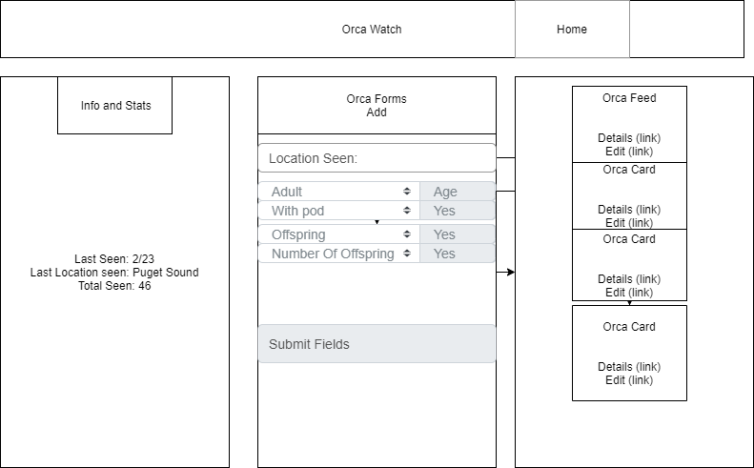 Orca Watch
Home
Info and Stats
Last Seen: 2/23
Last Location seen: Puget Sound
Total Seen: 46
Orca Forms
Add
Location Seen:
Adult Age
With pod Yes
Offspring Yes
Number Of Offspring Yes
Submit Fields
Orca Feed
Details (link)
Edit (link)
Orca Card
Details (link)
Edit (link)
Orca Card
Details (link)
Edit (link)
Orca Card
Details (link)
Edit (link)